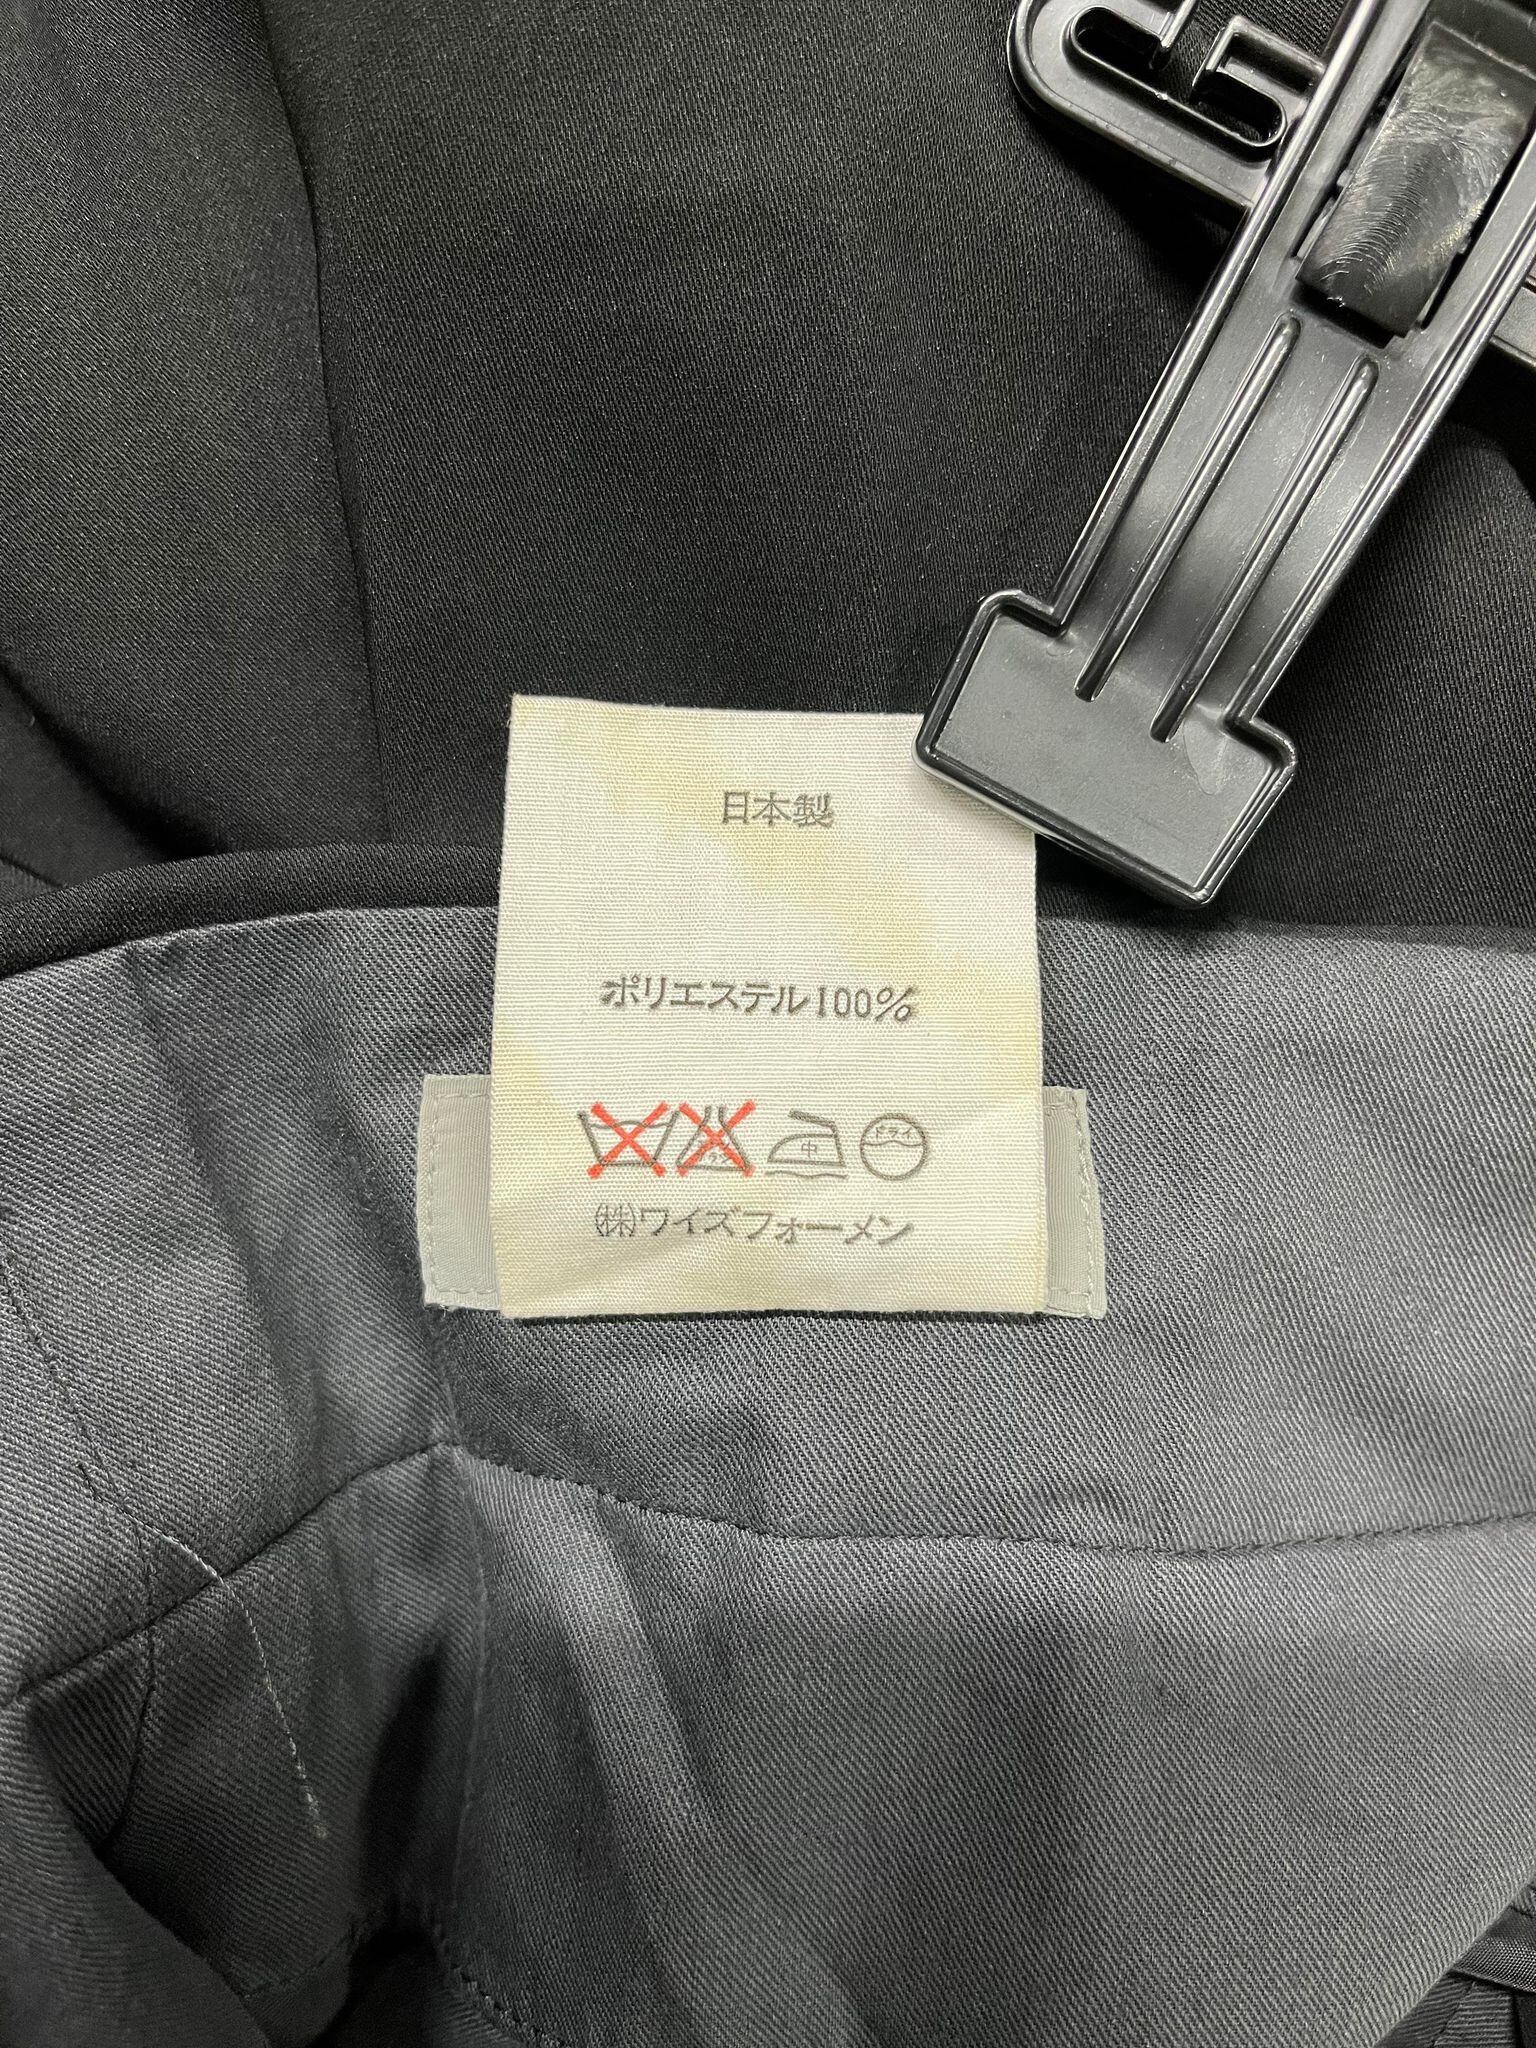 日本製
ポリエステル100%
中 ドライ
㈱ワイズフォーメン